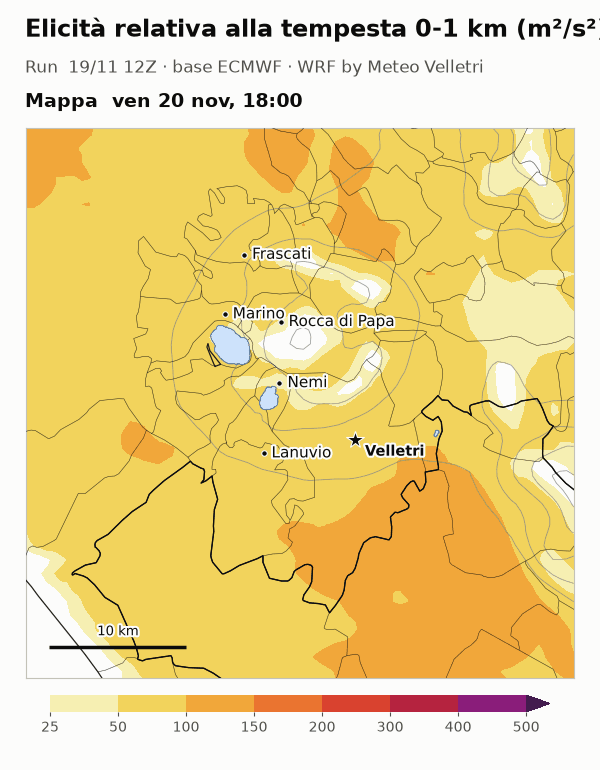 Elicità relativa alla tempesta 0-1 km (m²/s²)
Run  19/11 12Z · base ECMWF · WRF by Meteo Velletri
Mappa  ven 20 nov, 18:00
Frascati
Marino
Rocca di Papa
Nemi
Velletri
Lanuvio
10 km
25 50 100 150 200 300 400 500